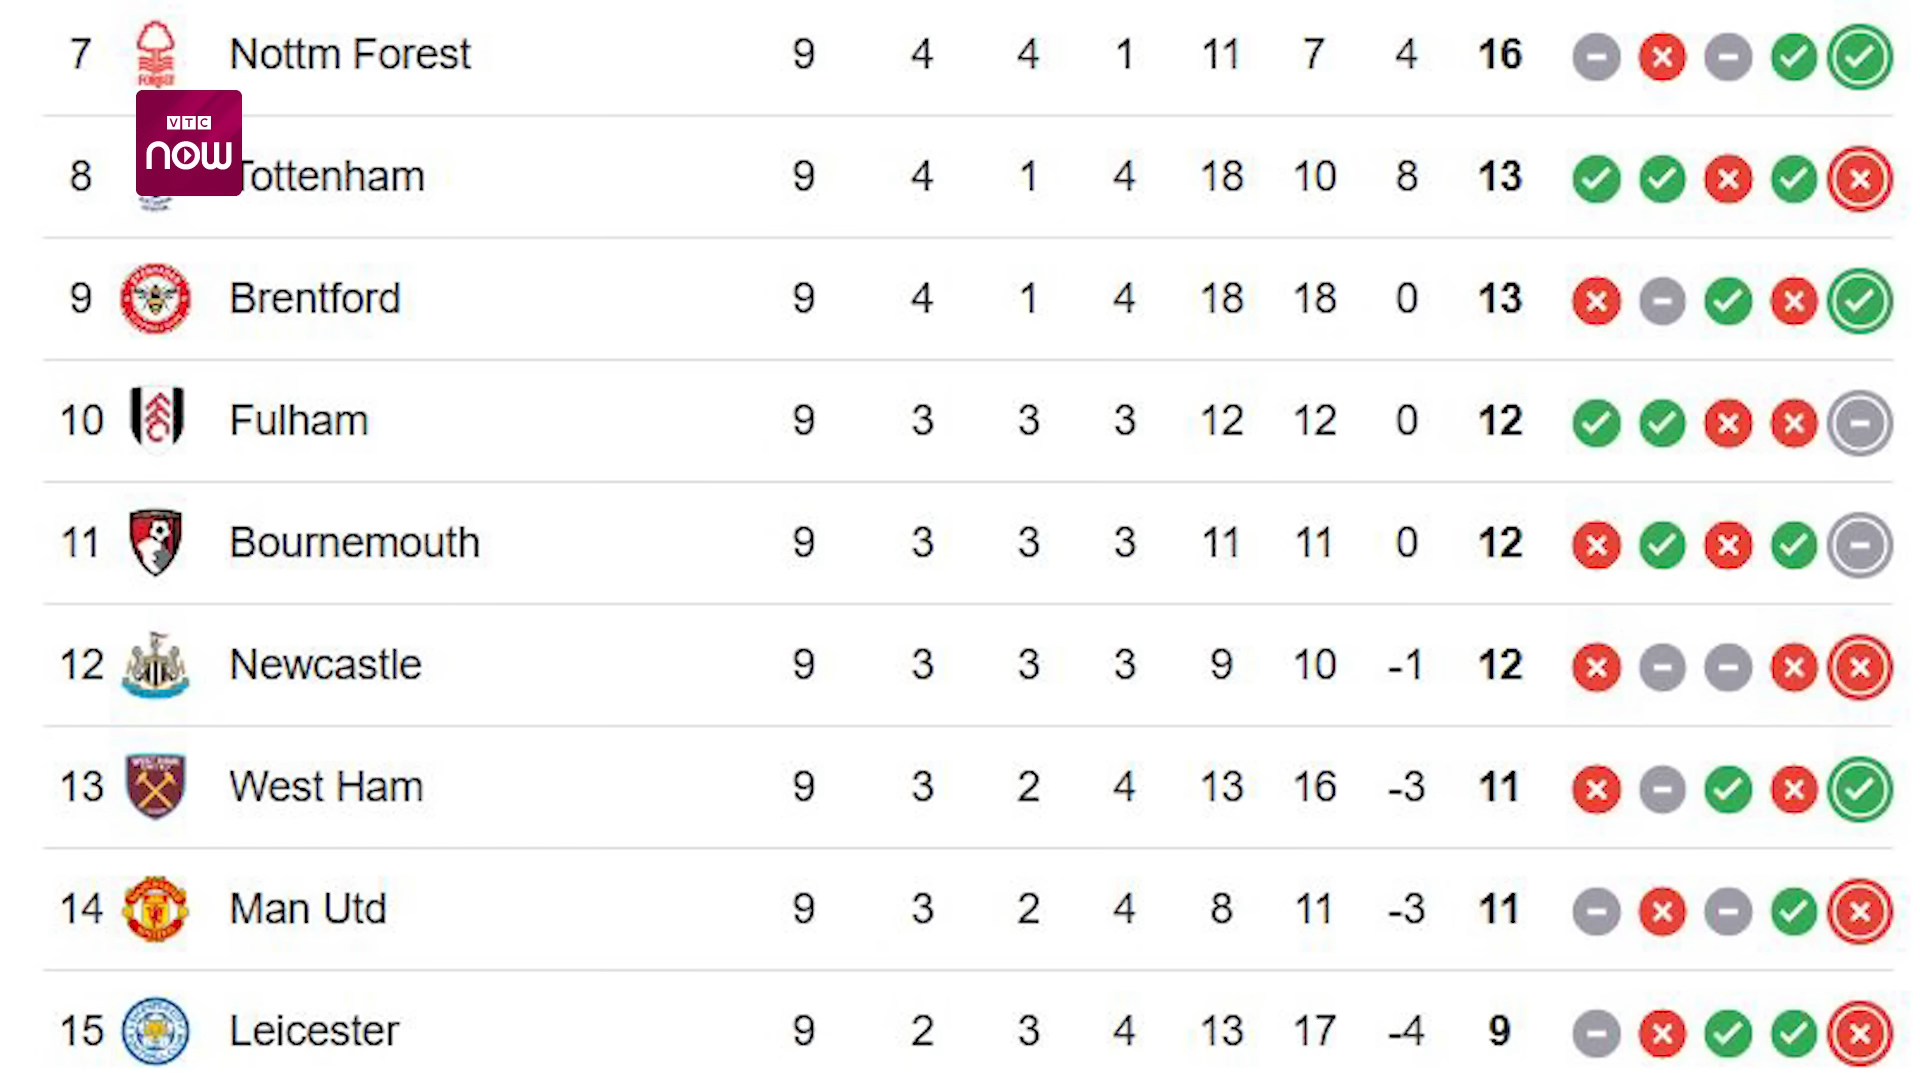 7 Nottm Forest 9 4 4 1 11 7 4 16
FOREST
VTC
now
8 Tottenham 9 4 1 4 18 10 8 13
9 Brentford 9 4 1 4 18 18 0 13
10 Fulham 9 3 3 3 12 12 0 12
11 Bournemouth 9 3 3 3 11 11 0 12
12 Newcastle 9 3 3 3 9 10 -1 12
13 West Ham 9 3 2 4 13 16 -3 11
14 Man Utd 9 3 2 4 8 11 -3 11
15 Leicester 9 2 3 4 13 17 -4 9